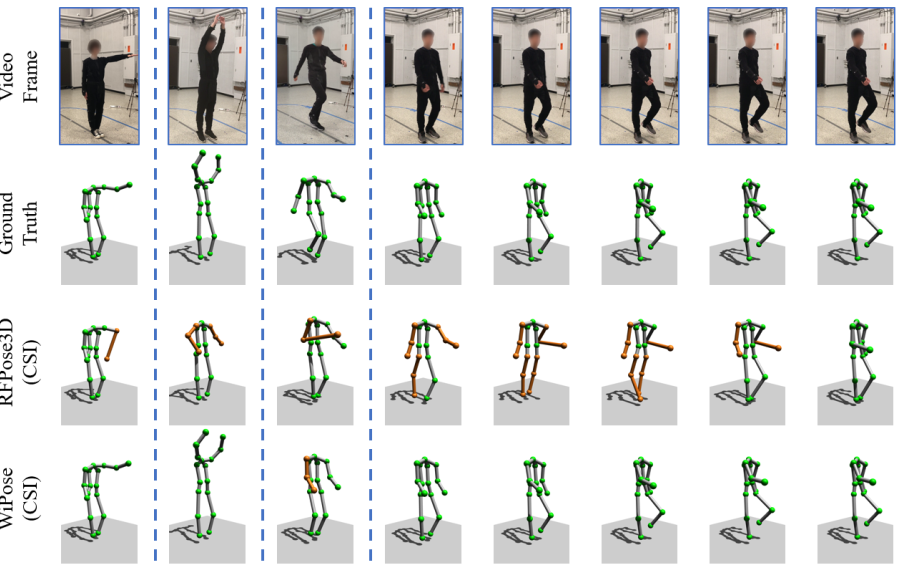 Video
Frame
Ground
Truth
RFPose3D
(CSI)
WiPose
(CSI)